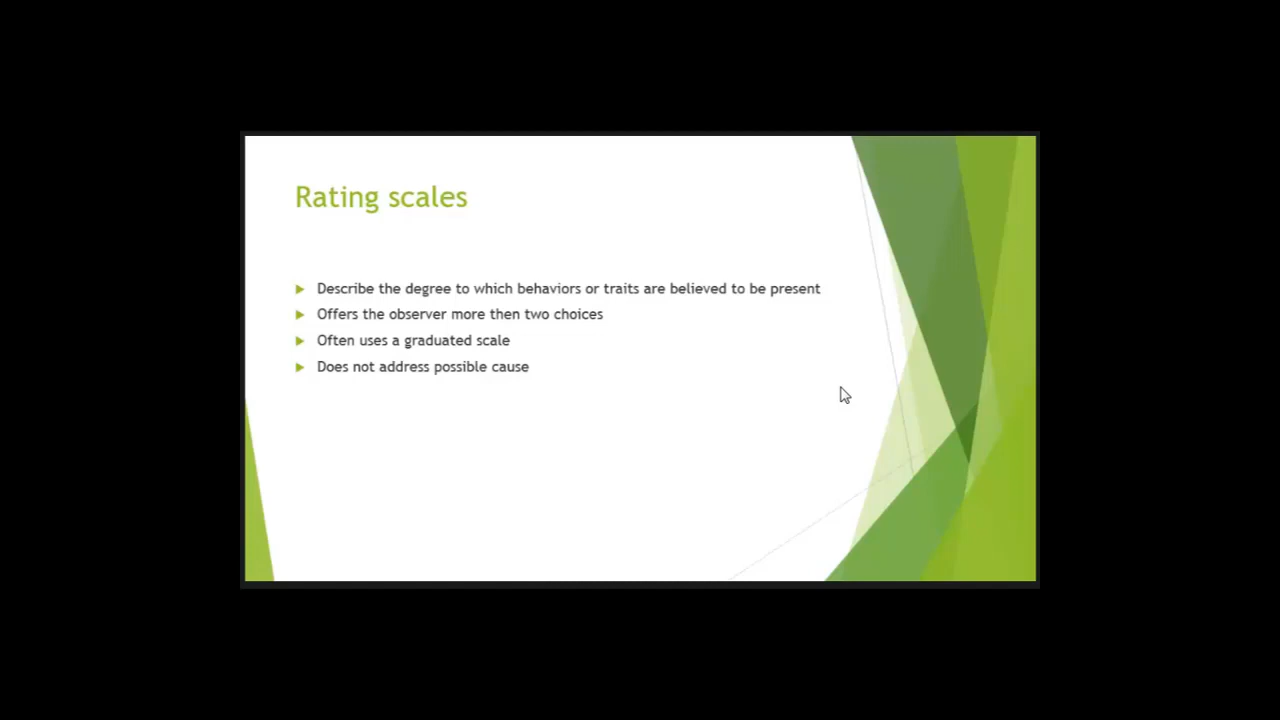 Rating scales
Describe the degree to which behaviors or traits are believed to be present
Offers the observer more then two choices
Often uses a graduated scale
Does not address possible cause